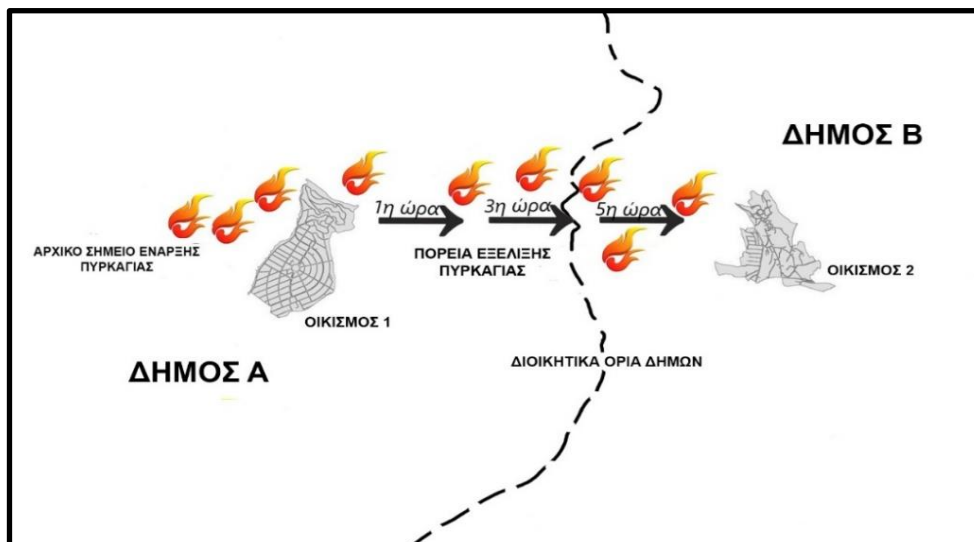 ΔΗΜΟΣ Β
1η ώρα
3η ώρα
5η ώρα
ΑΡΧΙΚΟ ΣΗΜΕΙΟ ΕΝΑΡΞΗΣ
ΠΥΡΚΑΓΙΑΣ
ΠΟΡΕΙΑ ΕΞΕΛΙΞΗΣ
ΠΥΡΚΑΓΙΑΣ
ΟΙΚΙΣΜΟΣ 2
ΟΙΚΙΣΜΟΣ 1
ΔΙΟΙΚΗΤΙΚΑ ΟΡΙΑ ΔΗΜΩΝ
ΔΗΜΟΣ Α